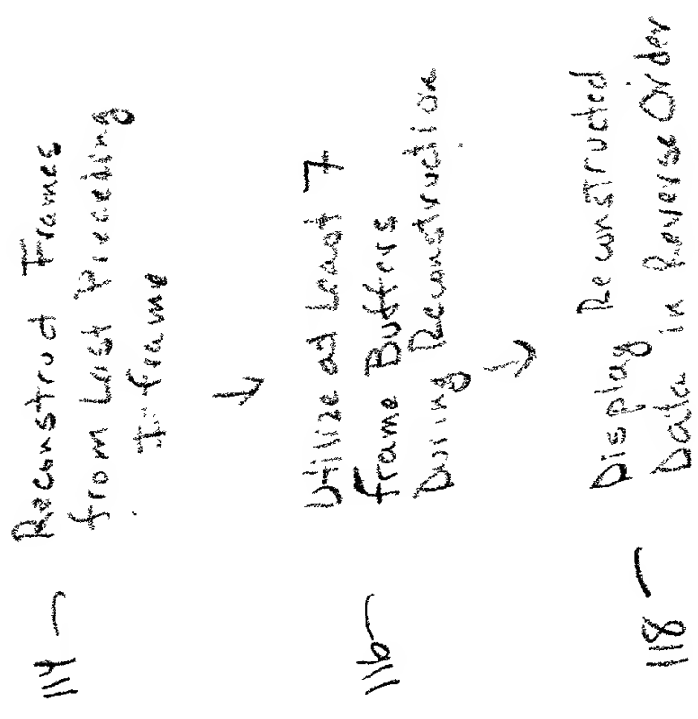 114 Reconstruct Frames
from Last Preceding
I-frame
↓
116 Utilize at Least 7
Frame Buffers
During Reconstruction
↓
118 Display Reconstructed
Data in Reverse Order